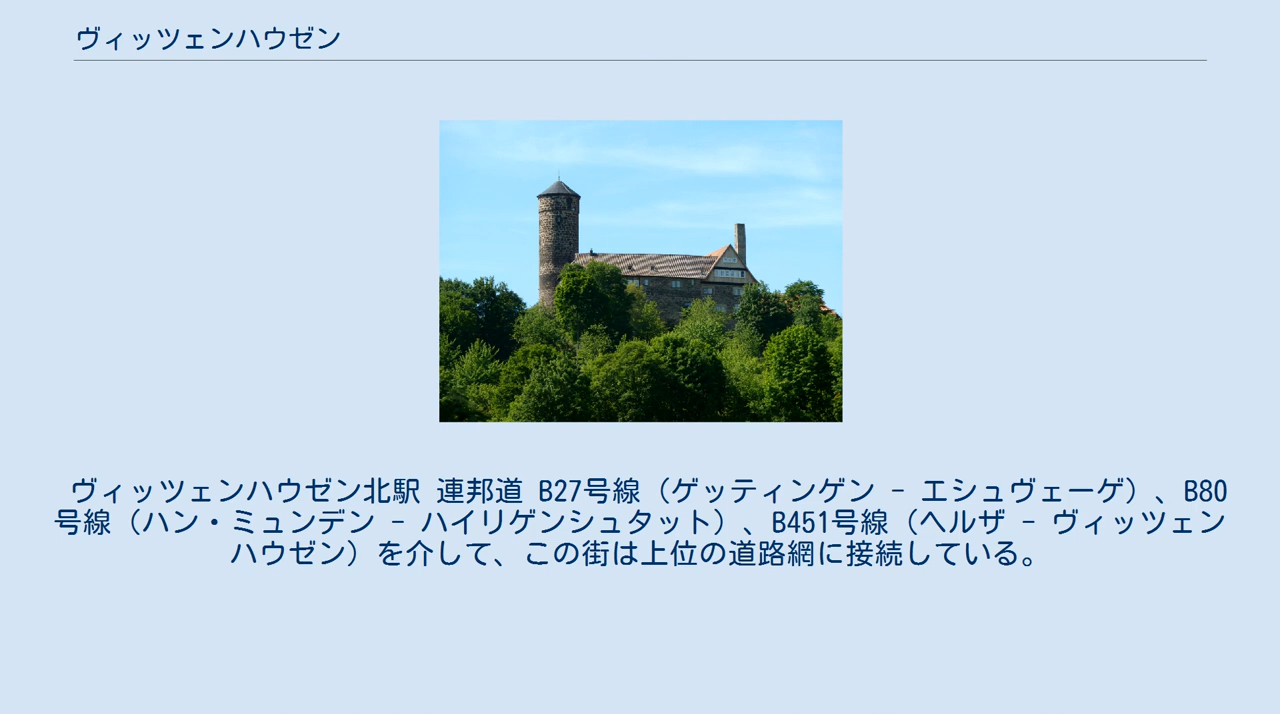 ヴィッツェンハウゼン
ヴィッツェンハウゼン北駅 連邦道 B27号線（ゲッティンゲン - エシュヴェーゲ）、B80
号線（ハン・ミュンデン - ハイリゲンシュタット）、B451号線（ヘルザ - ヴィッツェン
ハウゼン）を介して、この街は上位の道路網に接続している。